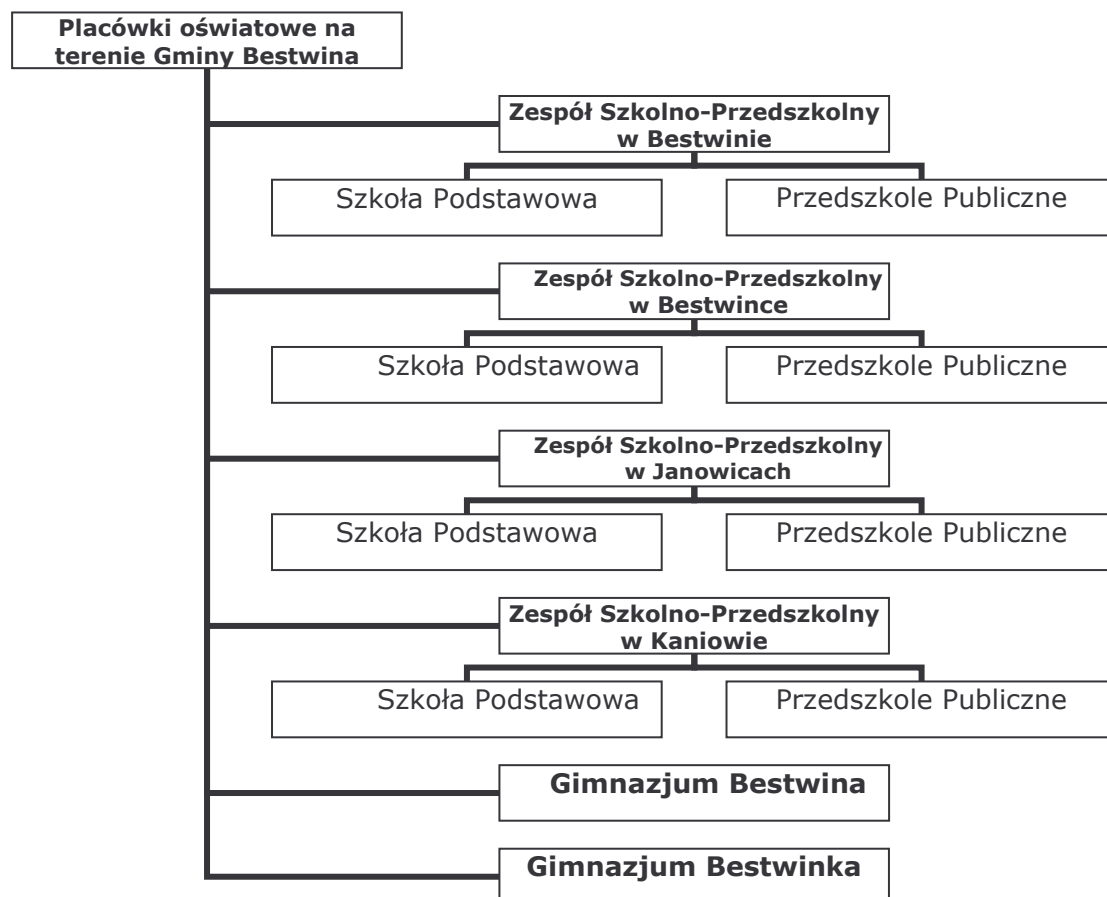 Placówki oświatowe na
terenie Gminy Bestwina
Zespół Szkolno-Przedszkolny
w Bestwinie
Szkoła Podstawowa
Przedszkole Publiczne
Zespół Szkolno-Przedszkolny
w Bestwince
Szkoła Podstawowa
Przedszkole Publiczne
Zespół Szkolno-Przedszkolny
w Janowicach
Szkoła Podstawowa
Przedszkole Publiczne
Zespół Szkolno-Przedszkolny
w Kaniowie
Szkoła Podstawowa
Przedszkole Publiczne
Gimnazjum Bestwina
Gimnazjum Bestwinka